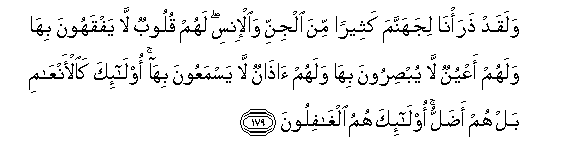 وَلَقَدْ ذَرَأْنَا لِجَهَنَّمَ كَثِيرًا مِّنَ ٱلْجِنِّ وَٱلْإِنسِ ۖ لَهُمْ قُلُوبٌ لَّا يَفْقَهُونَ بِهَا
وَلَهُمْ أَعْيُنٌ لَّا يُبْصِرُونَ بِهَا وَلَهُمْ ءَاذَانٌ لَّا يَسْمَعُونَ بِهَآ ۚ أُو۟لَـٰٓئِكَ كَٱلْأَنْعَـٰمِ
بَلْ هُمْ أَضَلُّ ۚ أُو۟لَـٰٓئِكَ هُمُ ٱلْغَـٰفِلُونَ ١٧٩